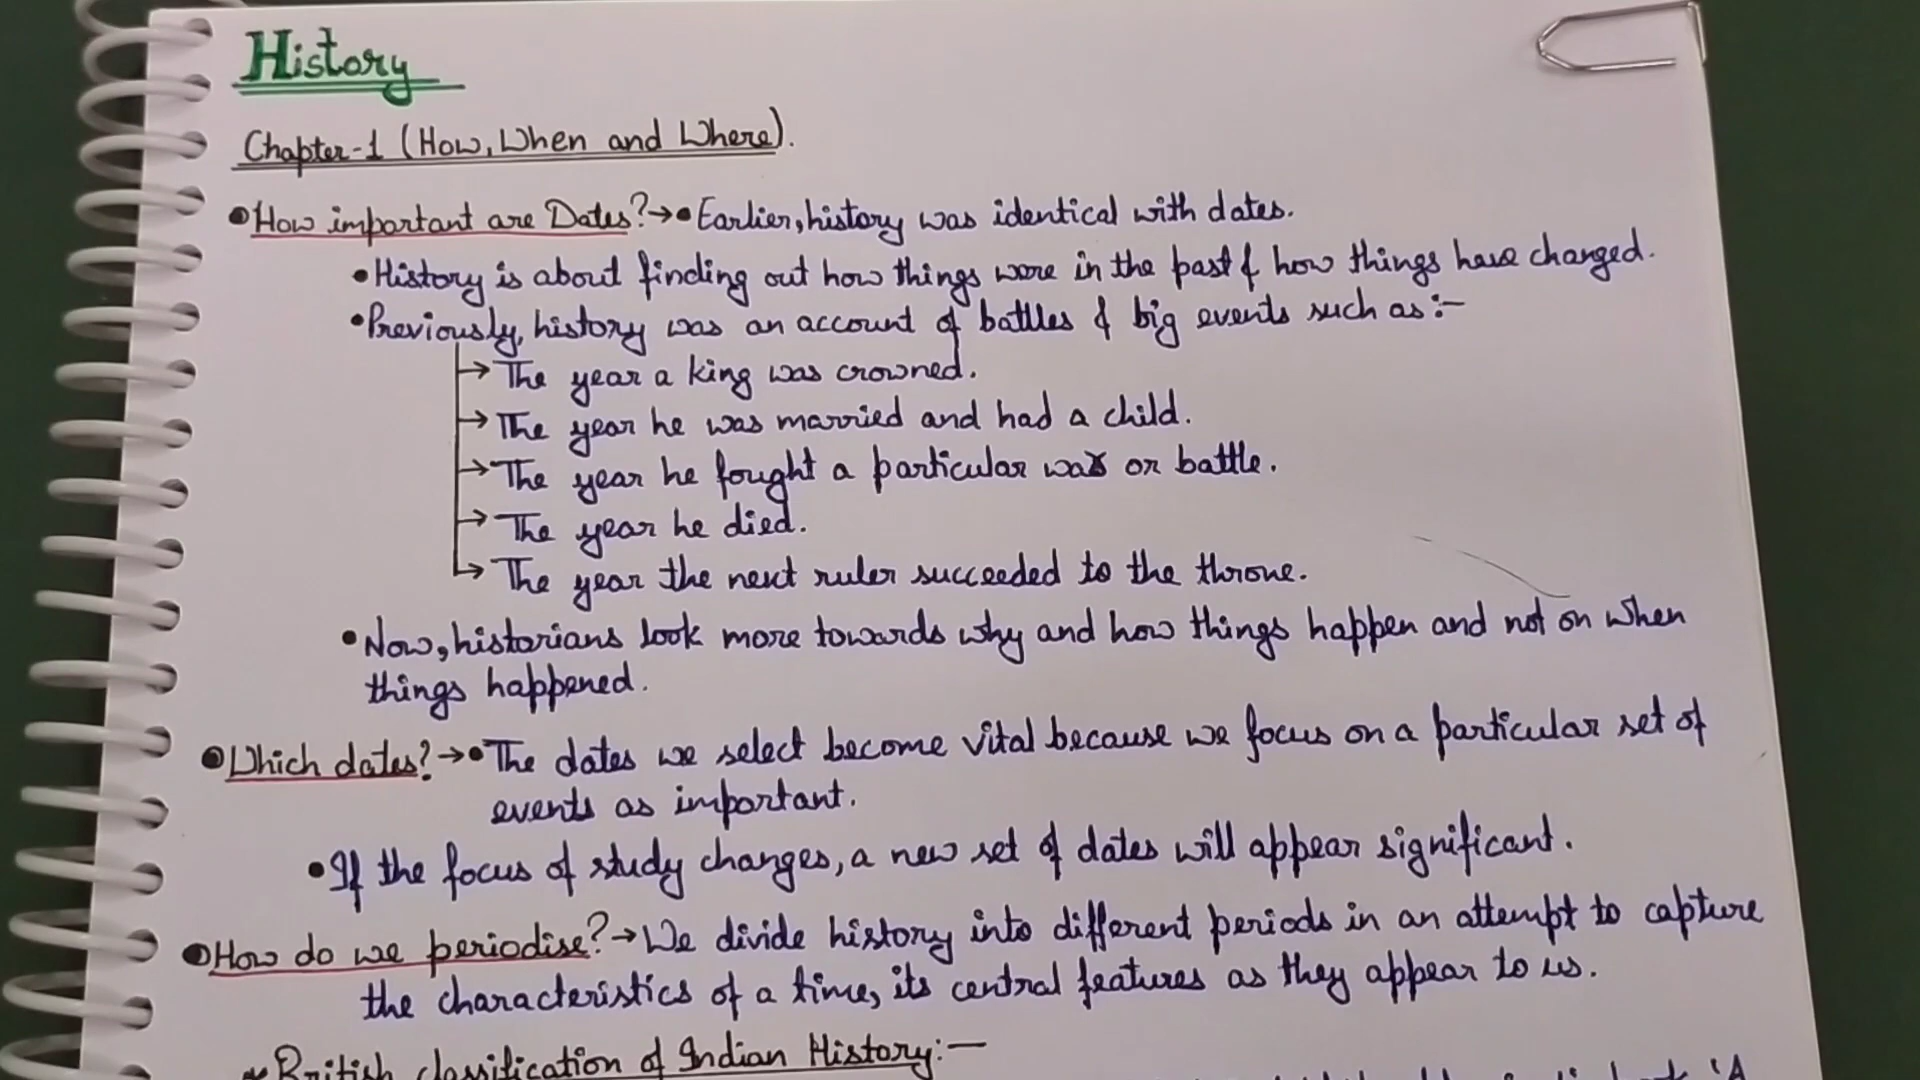 History
Chapter-1 (How, When and Where).
•How important are Dates?→•Earlier, history was identical with dates.
•History is about finding out how things were in the past & how things have changed.
•Previously, history was an account of battles & big events such as:-
→The year a king was crowned.
→The year he was married and had a child.
→The year he fought a particular war or battle.
→The year he died.
→The year the next ruler succeeded to the throne.
•Now, historians look more towards why and how things happen and not on when
things happened.
•Which dates?→•The dates we select become vital because we focus on a particular set of
events as important.
•If the focus of study changes, a new set of dates will appear significant.
•How do we periodise?→We divide history into different periods in an attempt to capture
the characteristics of a time, its central features as they appear to us.
British classification of Indian History:-
'A